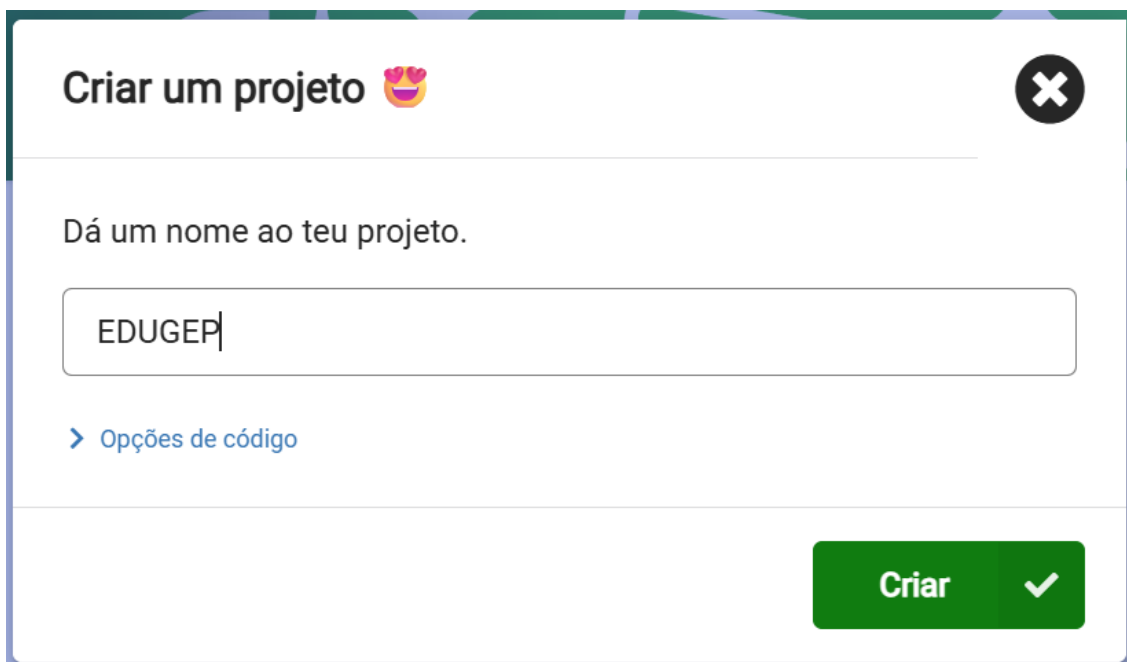 Criar um projeto 😍
Dá um nome ao teu projeto.
EDUGEP
Opções de código
Criar